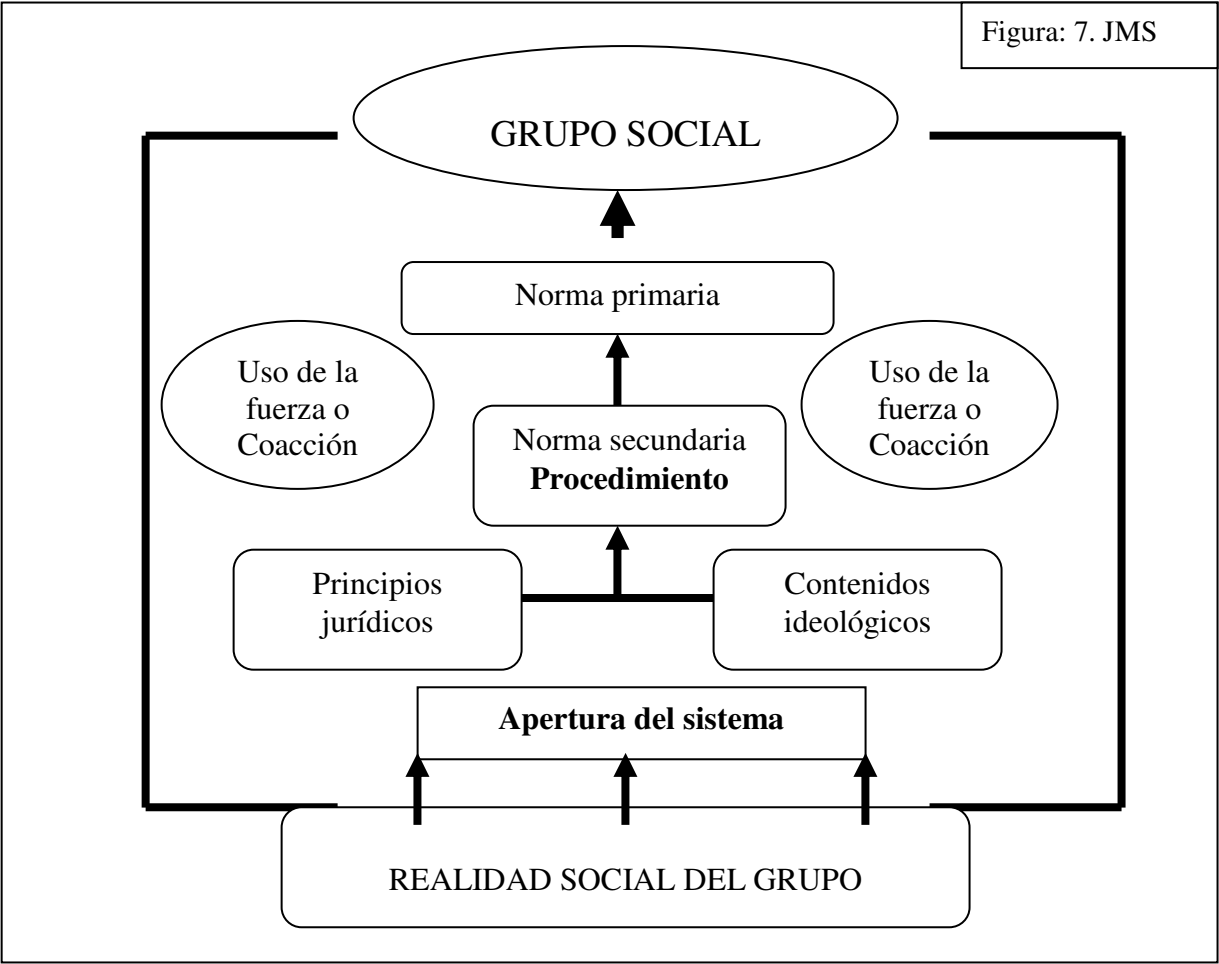 Figura: 7. JMS
GRUPO SOCIAL
Norma primaria
Uso de la
fuerza o
Coacción
Uso de la
fuerza o
Coacción
Norma secundaria
Procedimiento
Principios
jurídicos
Contenidos
ideológicos
Apertura del sistema
REALIDAD SOCIAL DEL GRUPO